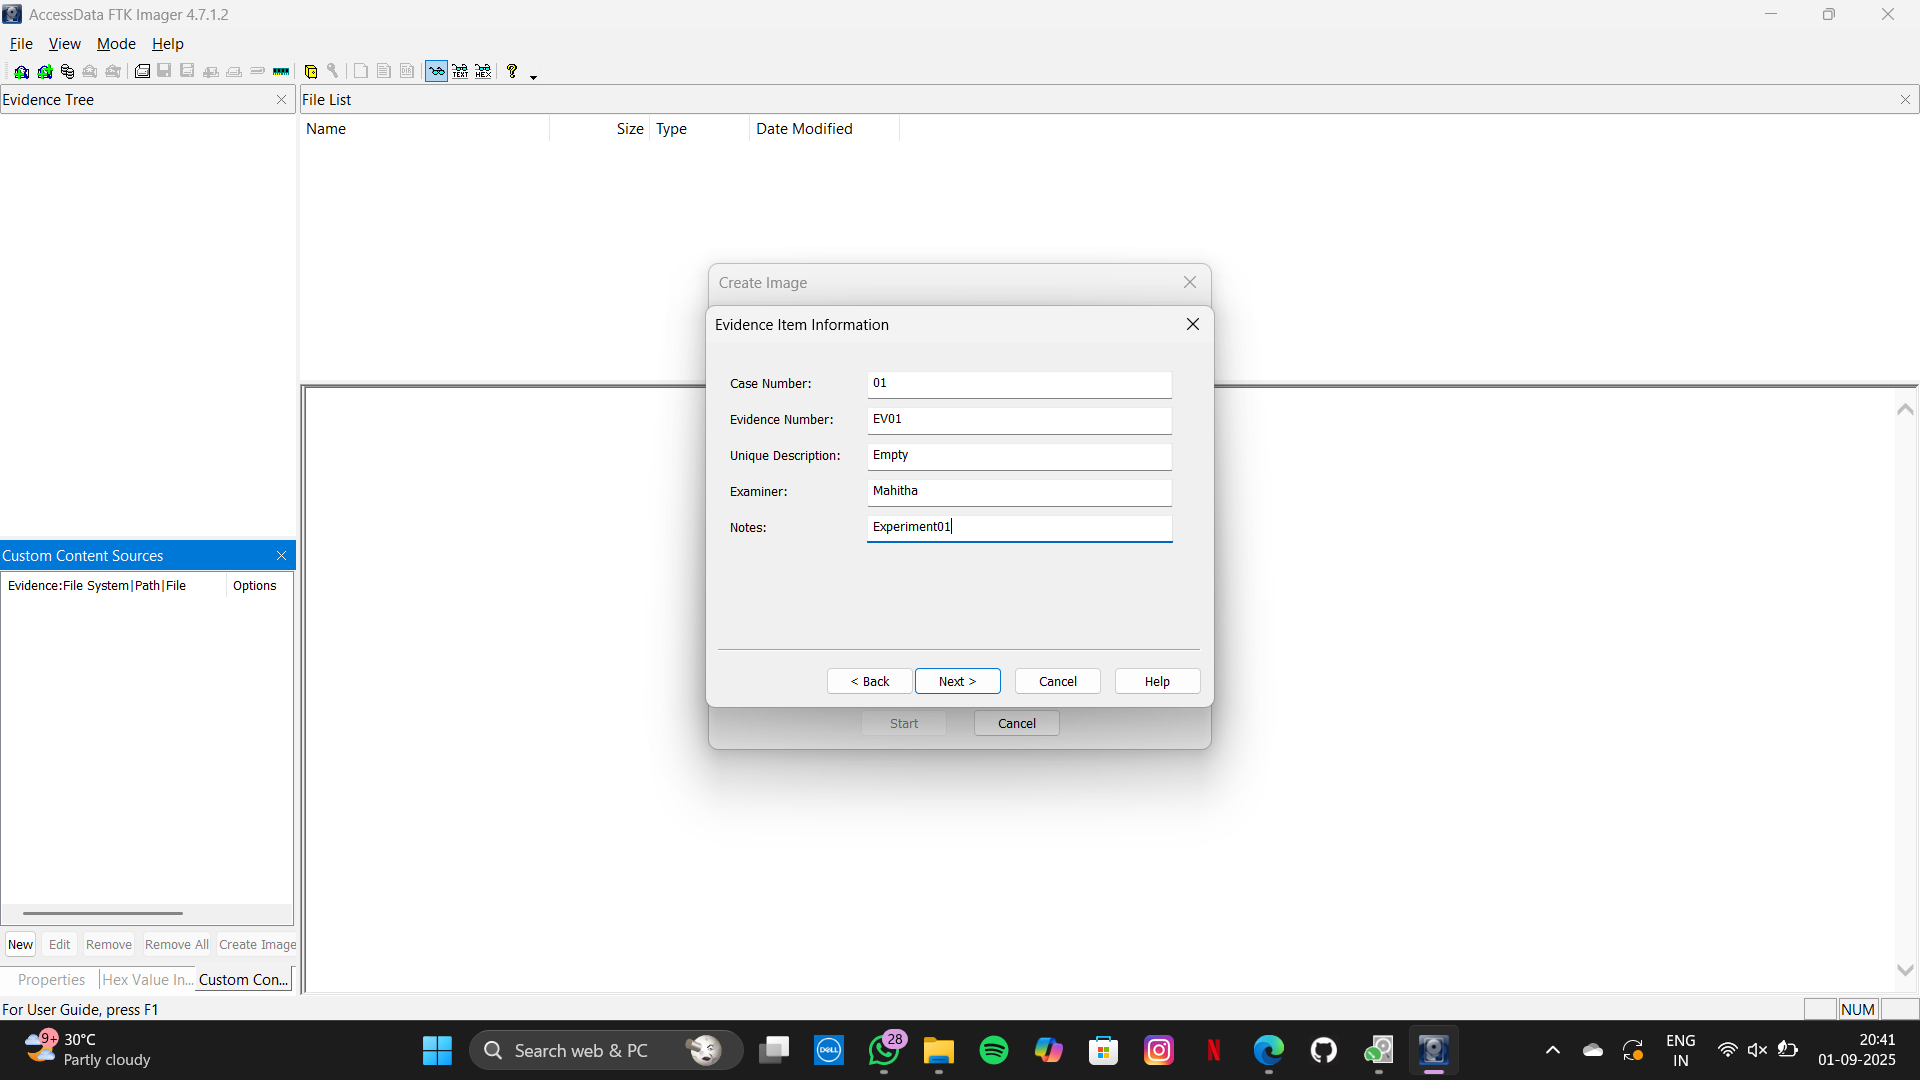 AccessData FTK Imager 4.7.1.2
File View Mode Help
TEXT HEX
Evidence Tree
File List
Name Size Type Date Modified
Create Image
Evidence Item Information
Case Number: 01
Evidence Number: EV01
Unique Description: Empty
Examiner: Mahitha
Notes: Experiment01
< Back Next > Cancel Help
Start Cancel
Custom Content Sources
Evidence:File System|Path|File Options
New Edit Remove Remove All Create Image
Properties Hex Value In... Custom Con...
For User Guide, press F1
NUM
9+ 30°C
Partly cloudy
Search web & PC
DELL
28
N
ENG
IN
20:41
01-09-2025